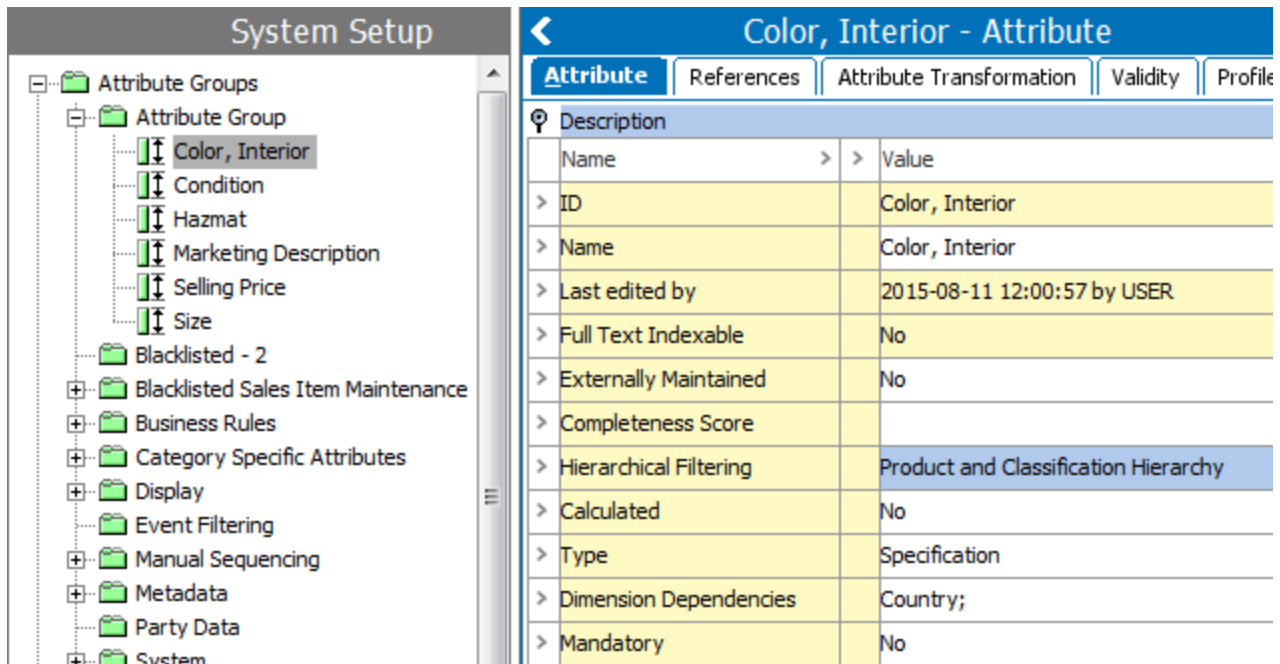 System Setup
Attribute Groups
Attribute Group
Color, Interior
Condition
Hazmat
Marketing Description
Selling Price
Size
Blacklisted - 2
Blacklisted Sales Item Maintenance
Business Rules
Category Specific Attributes
Display
Event Filtering
Manual Sequencing
Metadata
Party Data
System
Color, Interior - Attribute
Attribute References Attribute Transformation Validity Profile
Description
Name > > Value
> ID Color, Interior
> Name Color, Interior
> Last edited by 2015-08-11 12:00:57 by USER
> Full Text Indexable No
> Externally Maintained No
> Completeness Score
> Hierarchical Filtering Product and Classification Hierarchy
> Calculated No
> Type Specification
> Dimension Dependencies Country;
> Mandatory No